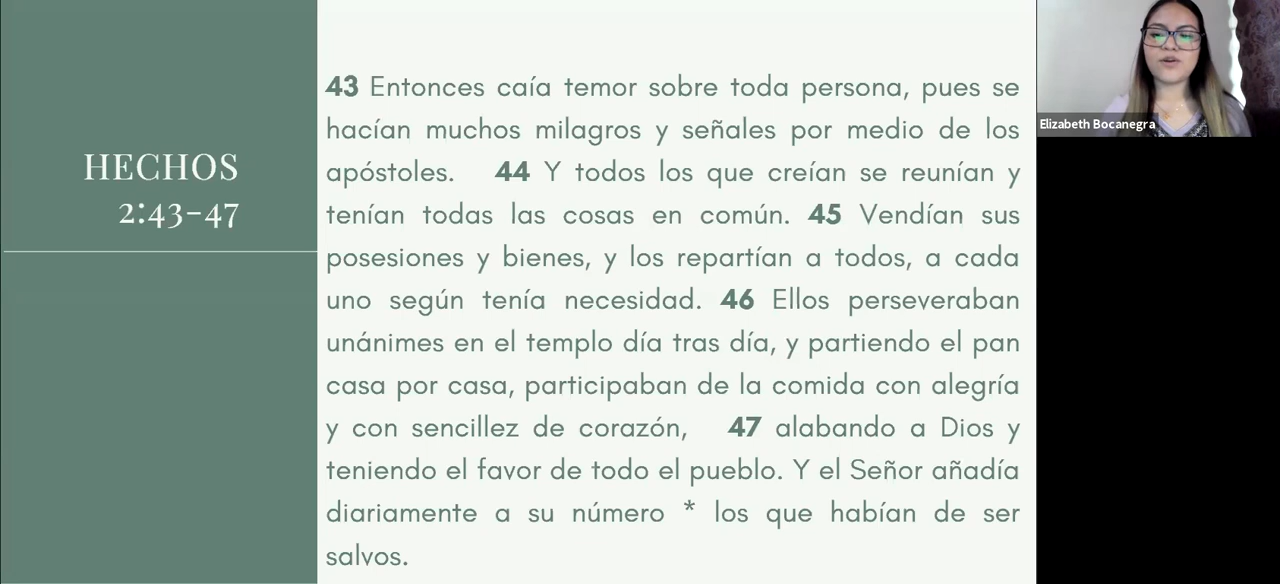 HECHOS
2:43-47
43 Entonces caía temor sobre toda persona, pues se
hacían muchos milagros y señales por medio de los
apóstoles. 44 Y todos los que creían se reunían y
tenían todas las cosas en común. 45 Vendían sus
posesiones y bienes, y los repartían a todos, a cada
uno según tenía necesidad. 46 Ellos perseveraban
unánimes en el templo día tras día, y partiendo el pan
casa por casa, participaban de la comida con alegría
y con sencillez de corazón, 47 alabando a Dios y
teniendo el favor de todo el pueblo. Y el Señor añadía
diariamente a su número * los que habían de ser
salvos.
Elizabeth Bocanegra